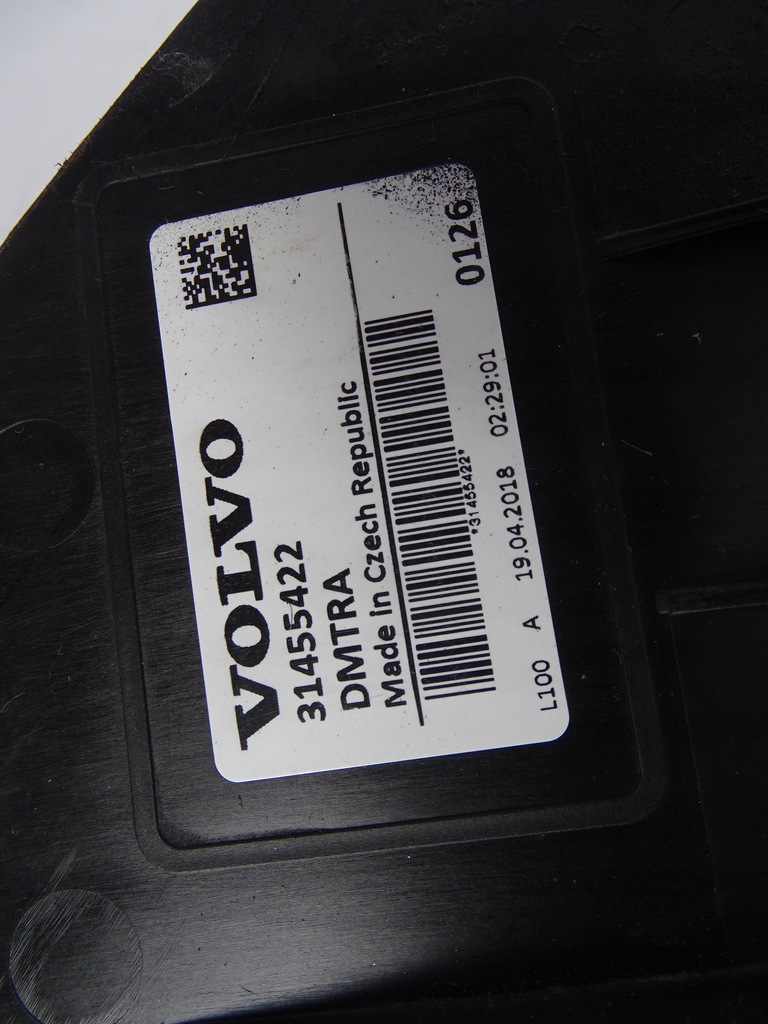 VOLVO
31455422
DMTRA
Made in Czech Republic
*31455422*
0126
L100 A 19.04.2018 02:29:01